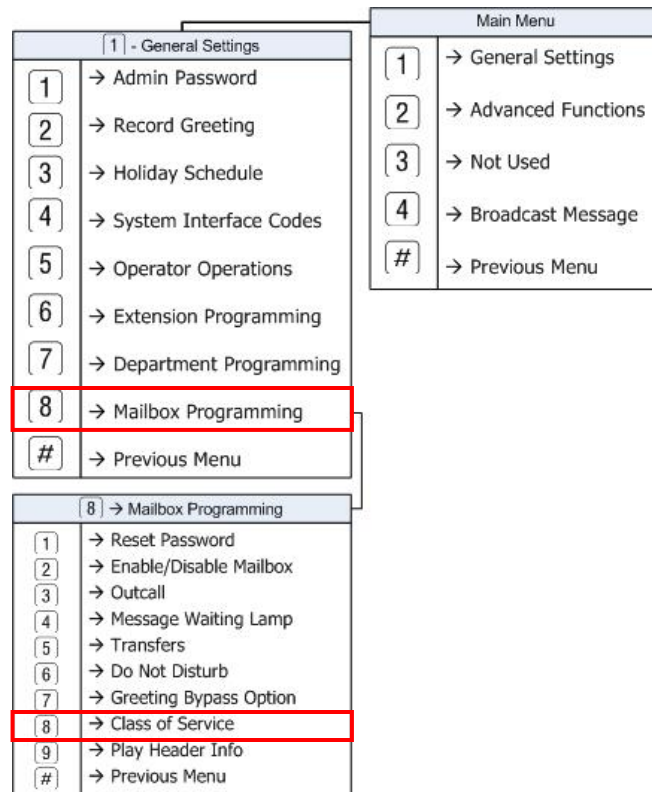 Main Menu
1 → General Settings
2 → Advanced Functions
3 → Not Used
4 → Broadcast Message
# → Previous Menu
1 - General Settings
1 → Admin Password
2 → Record Greeting
3 → Holiday Schedule
4 → System Interface Codes
5 → Operator Operations
6 → Extension Programming
7 → Department Programming
8 → Mailbox Programming
# → Previous Menu
8 → Mailbox Programming
1 → Reset Password
2 → Enable/Disable Mailbox
3 → Outcall
4 → Message Waiting Lamp
5 → Transfers
6 → Do Not Disturb
7 → Greeting Bypass Option
8 → Class of Service
9 → Play Header Info
# → Previous Menu